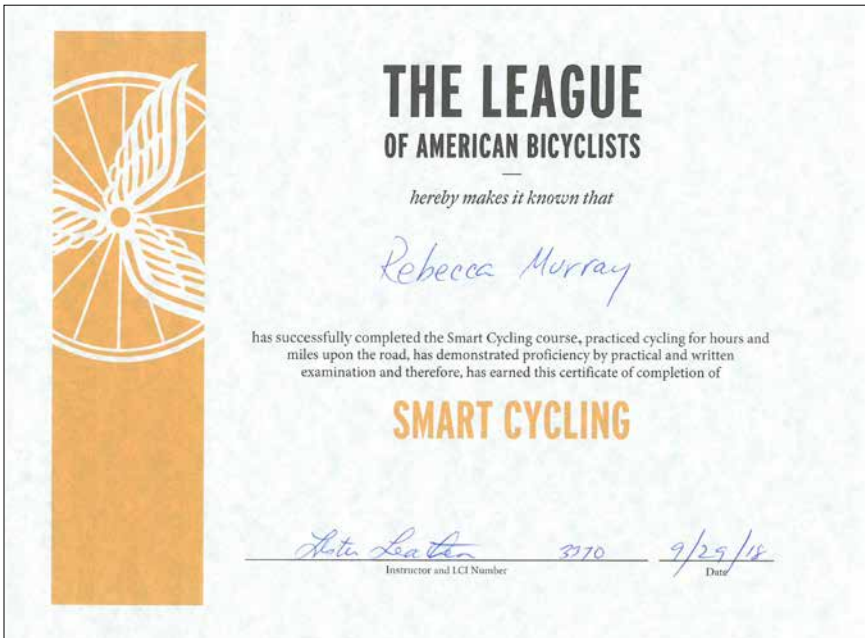 THE LEAGUE
OF AMERICAN BICYCLISTS
hereby makes it known that
Rebecca Murray
has successfully completed the Smart Cycling course, practiced cycling for hours and
miles upon the road, has demonstrated proficiency by practical and written
examination and therefore, has earned this certificate of completion of
SMART CYCLING
3370 9/29/18
Instructor and LCI Number Date